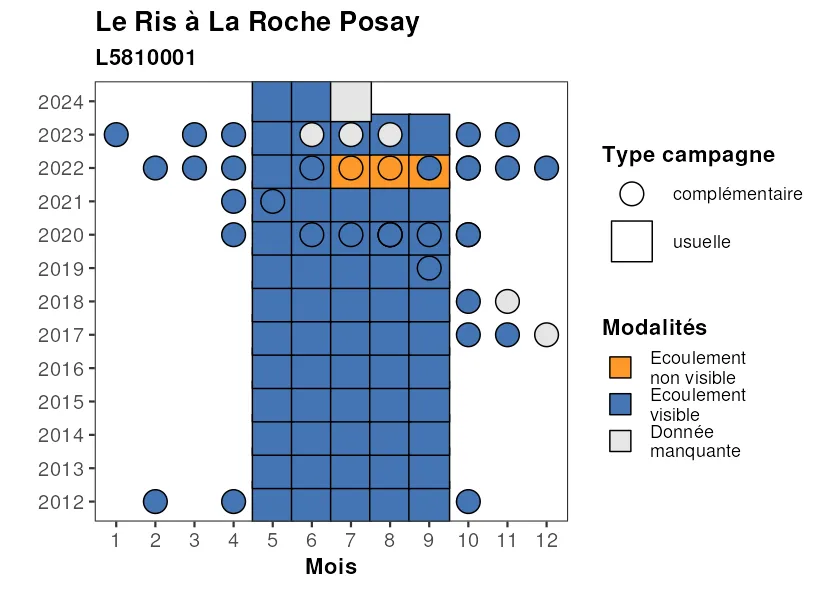 Le Ris à La Roche Posay
L5810001
2024
2023
2022
2021
2020
2019
2018
2017
2016
2015
2014
2013
2012
1 2 3 4 5 6 7 8 9 10 11 12
Mois
Type campagne
complémentaire
usuelle
Modalités
Ecoulement
non visible
Ecoulement
visible
Donnée
manquante